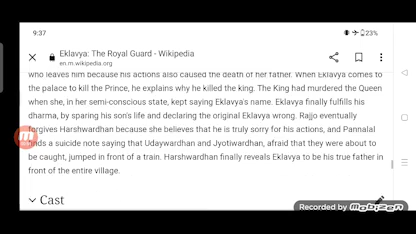 9:37
23%
Eklavya: The Royal Guard - Wikipedia
en.m.wikipedia.org
who leaves him because his actions also caused the death of her father. When Eklavya comes to
the palace to kill the Prince, he explains why he killed the king. The King had murdered the Queen
when she, in her semi-conscious state, kept saying Eklavya's name. Eklavya finally fulfills his
dharma, by sparing his son's life and declaring the original Eklavya wrong. Rajjo eventually
forgives Harshwardhan because she believes that he is truly sorry for his actions, and Pannalal
finds a suicide note saying that Udaywardhan and Jyotiwardhan, afraid that they were about to
be caught, jumped in front of a train. Harshwardhan finally reveals Eklavya to be his true father in
front of the entire village.
Cast
Recorded by Mobizen